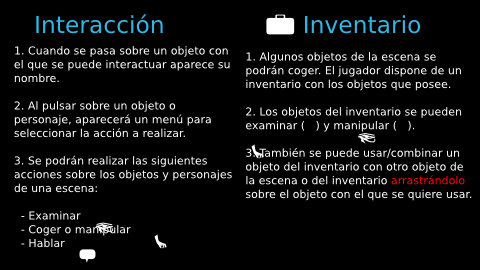 Interacción
1. Cuando se pasa sobre un objeto con
el que se puede interactuar aparece su
nombre.
2. Al pulsar sobre un objeto o
personaje, aparecerá un menú para
seleccionar la acción a realizar.
3. Se podrán realizar las siguientes
acciones sobre los objetos y personajes
de una escena:
- Examinar
- Coger o manipular
- Hablar
Inventario
1. Algunos objetos de la escena se
podrán coger. El jugador dispone de un
inventario con los objetos que posee.
2. Los objetos del inventario se pueden
examinar (   ) y manipular (   ).
3. También se puede usar/combinar un
objeto del inventario con otro objeto de
la escena o del inventario arrastrándolo
sobre el objeto con el que se quiere usar.